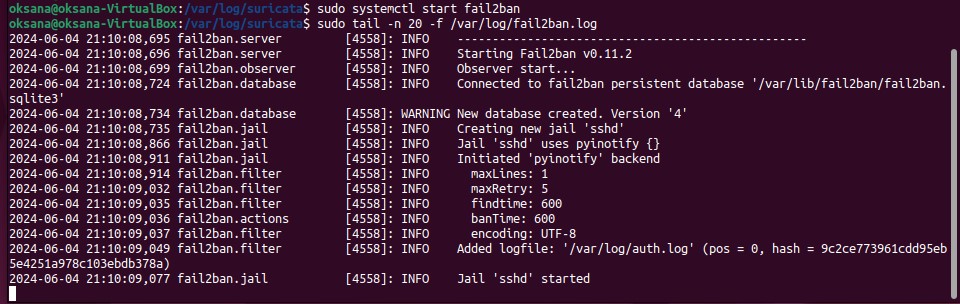 oksana@oksana-VirtualBox:/var/log/suricata$ sudo systemctl start fail2ban
oksana@oksana-VirtualBox:/var/log/suricata$ sudo tail -n 20 -f /var/log/fail2ban.log
2024-06-04 21:10:08,695 fail2ban.server         [4558]: INFO    --------------------------------------------------
2024-06-04 21:10:08,696 fail2ban.server         [4558]: INFO    Starting Fail2ban v0.11.2
2024-06-04 21:10:08,699 fail2ban.observer       [4558]: INFO    Observer start...
2024-06-04 21:10:08,724 fail2ban.database       [4558]: INFO    Connected to fail2ban persistent database '/var/lib/fail2ban/fail2ban.
sqlite3'
2024-06-04 21:10:08,734 fail2ban.database       [4558]: WARNING New database created. Version '4'
2024-06-04 21:10:08,735 fail2ban.jail           [4558]: INFO    Creating new jail 'sshd'
2024-06-04 21:10:08,866 fail2ban.jail           [4558]: INFO    Jail 'sshd' uses pyinotify {}
2024-06-04 21:10:08,911 fail2ban.jail           [4558]: INFO    Initiated 'pyinotify' backend
2024-06-04 21:10:08,914 fail2ban.filter         [4558]: INFO      maxLines: 1
2024-06-04 21:10:09,032 fail2ban.filter         [4558]: INFO      maxRetry: 5
2024-06-04 21:10:09,035 fail2ban.filter         [4558]: INFO      findtime: 600
2024-06-04 21:10:09,036 fail2ban.actions        [4558]: INFO      banTime: 600
2024-06-04 21:10:09,037 fail2ban.filter         [4558]: INFO      encoding: UTF-8
2024-06-04 21:10:09,049 fail2ban.filter         [4558]: INFO    Added logfile: '/var/log/auth.log' (pos = 0, hash = 9c2ce773961cdd95eb
5e4251a978c103ebdb378a)
2024-06-04 21:10:09,077 fail2ban.jail           [4558]: INFO    Jail 'sshd' started